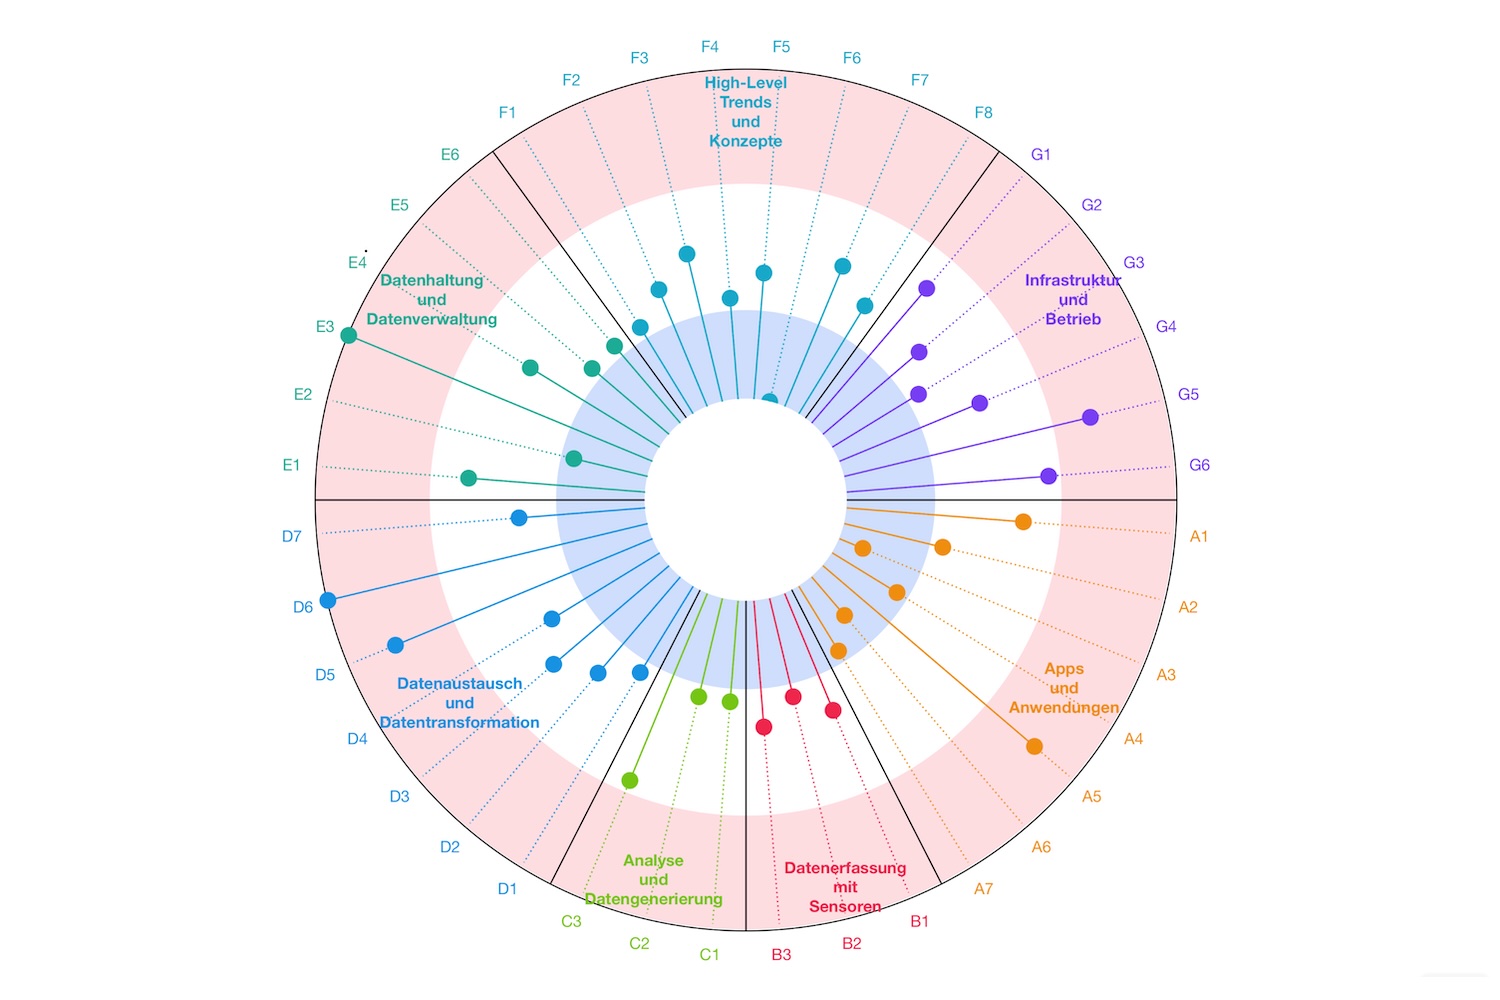 F4
F5
F3
F6
F2
F7
F1
F8
High-Level
Trends
und
Konzepte
E6
G1
E5
G2
E4
G3
Datenhaltung
und
Datenverwaltung
Infrastruktur
und
Betrieb
E3
G4
E2
G5
E1
G6
D7
A1
D6
A2
D5
A3
Datenaustausch
und
Datentransformation
Apps
und
Anwendungen
D4
A4
D3
A5
D2
A6
Analyse
und
Datengenerierung
Datenerfassung
mit
Sensoren
D1
A7
C3
B1
C2
B2
C1
B3